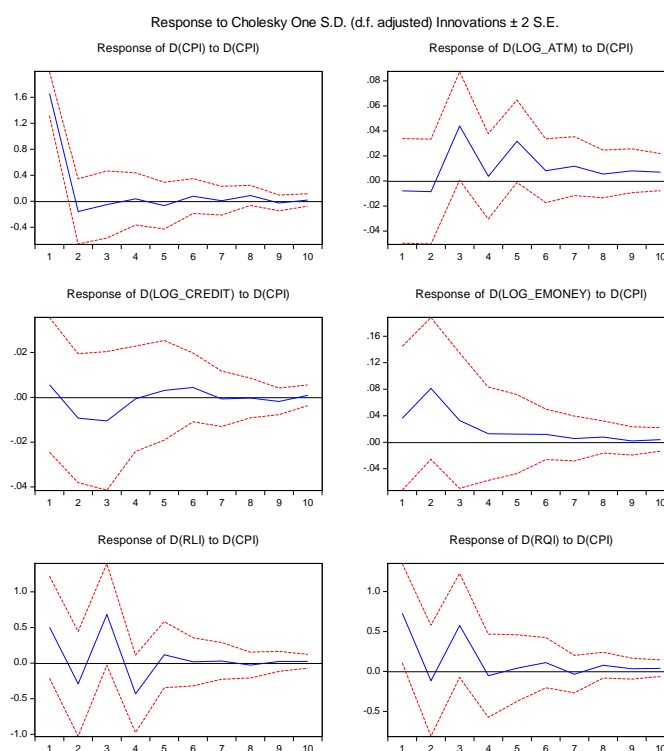 Response to Cholesky One S.D. (d.f. adjusted) Innovations ± 2 S.E.
Response of D(CPI) to D(CPI)
1.6
1.2
0.8
0.4
0.0
-0.4
1 2 3 4 5 6 7 8 9 10
Response of D(LOG_ATM) to D(CPI)
.08
.06
.04
.02
.00
-.02
-.04
1 2 3 4 5 6 7 8 9 10
Response of D(LOG_CREDIT) to D(CPI)
.02
.00
-.02
-.04
1 2 3 4 5 6 7 8 9 10
Response of D(LOG_EMONEY) to D(CPI)
.16
.12
.08
.04
.00
-.04
1 2 3 4 5 6 7 8 9 10
Response of D(RLI) to D(CPI)
1.0
0.5
0.0
-0.5
-1.0
1 2 3 4 5 6 7 8 9 10
Response of D(RQI) to D(CPI)
1.0
0.5
0.0
-0.5
1 2 3 4 5 6 7 8 9 10